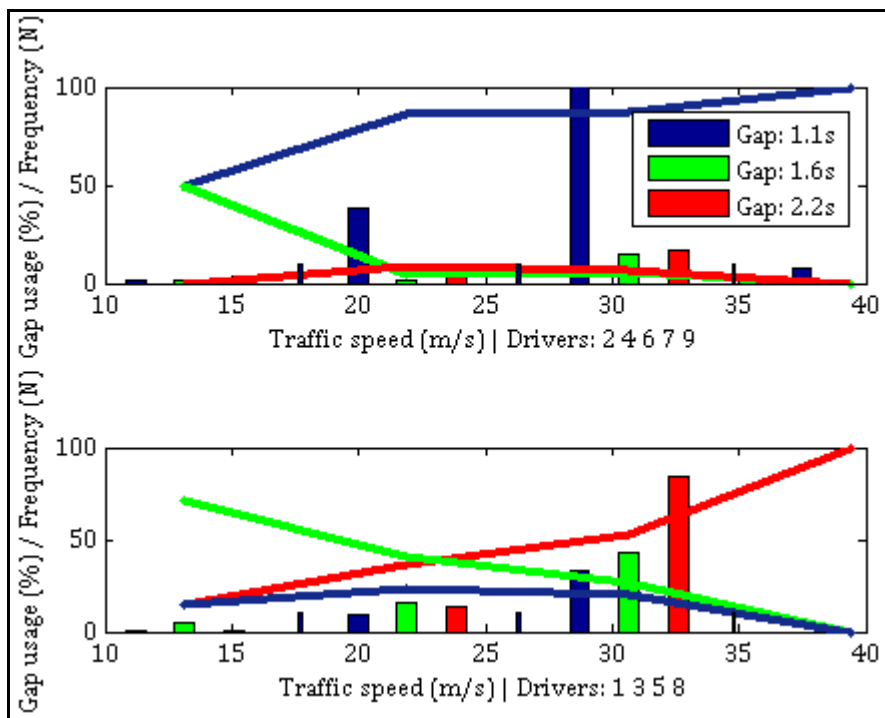 Gap usage (%) / Frequency (N)
100
50
0
Gap: 1.1s
Gap: 1.6s
Gap: 2.2s
10 15 20 25 30 35 40
Traffic speed (m/s) | Drivers: 2 4 6 7 9
Gap usage (%) / Frequency (N)
100
50
0
10 15 20 25 30 35 40
Traffic speed (m/s) | Drivers: 1 3 5 8